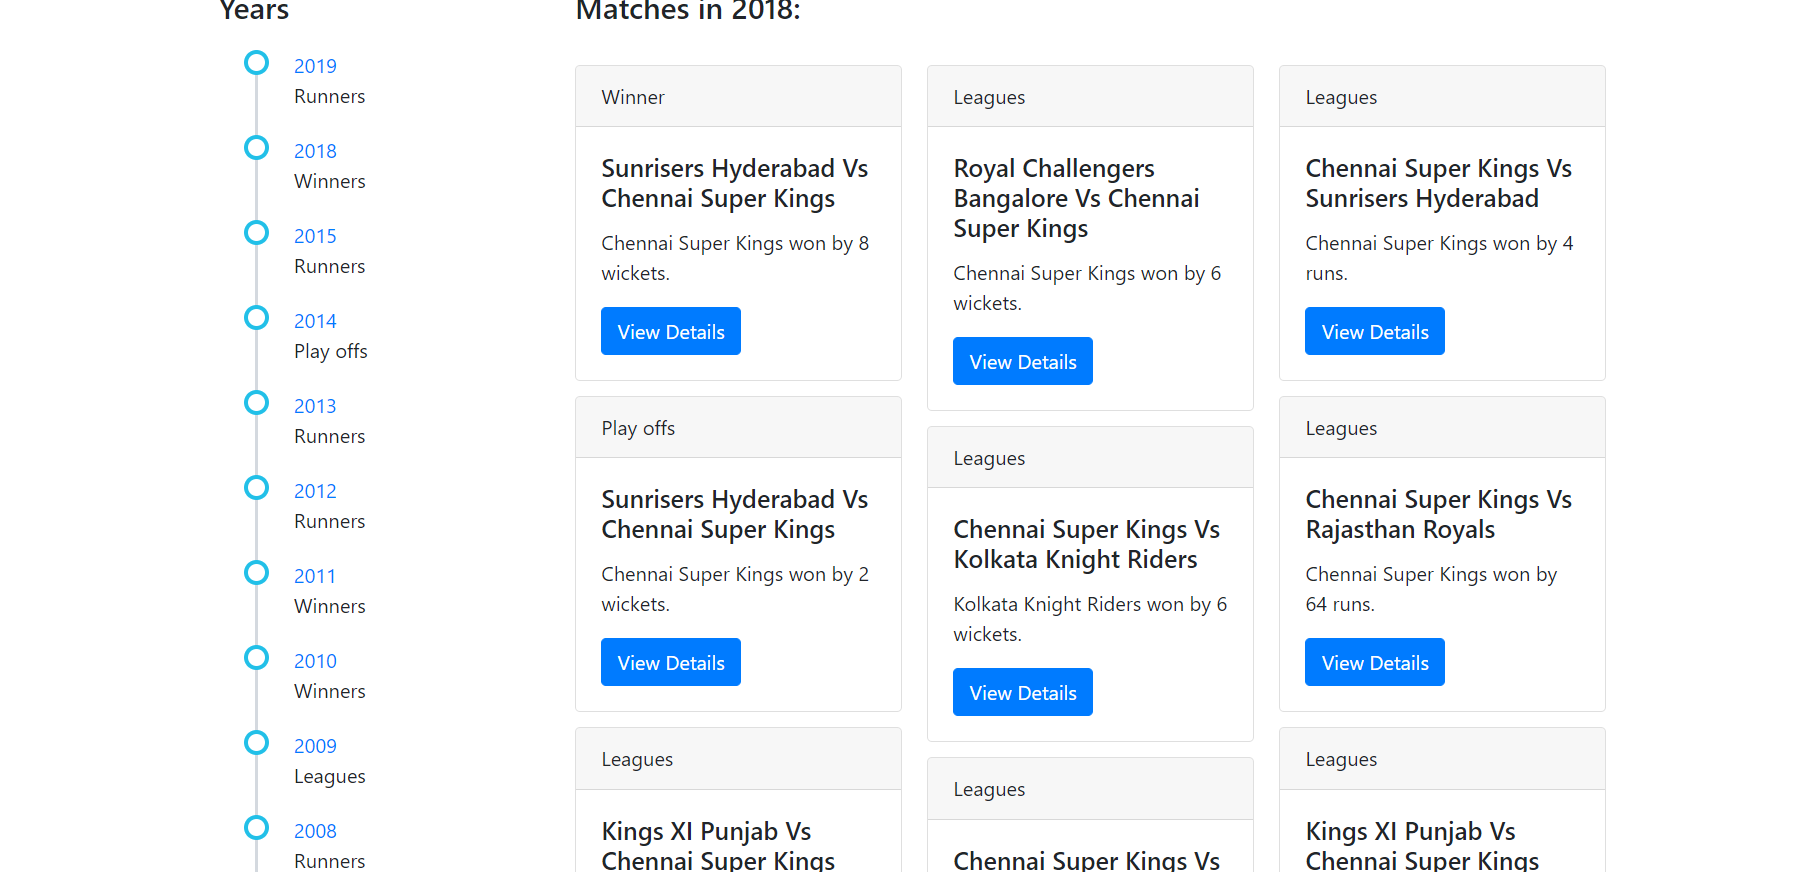 Years
2019
Runners
2018
Winners
2015
Runners
2014
Play offs
2013
Runners
2012
Runners
2011
Winners
2010
Winners
2009
Leagues
2008
Runners
Matches in 2018:
Winner
Sunrisers Hyderabad Vs
Chennai Super Kings
Chennai Super Kings won by 8
wickets.
View Details
Play offs
Sunrisers Hyderabad Vs
Chennai Super Kings
Chennai Super Kings won by 2
wickets.
View Details
Leagues
Kings XI Punjab Vs
Chennai Super Kings
Leagues
Royal Challengers
Bangalore Vs Chennai
Super Kings
Chennai Super Kings won by 6
wickets.
View Details
Leagues
Chennai Super Kings Vs
Kolkata Knight Riders
Kolkata Knight Riders won by 6
wickets.
View Details
Leagues
Chennai Super Kings Vs
Leagues
Chennai Super Kings Vs
Sunrisers Hyderabad
Chennai Super Kings won by 4
runs.
View Details
Leagues
Chennai Super Kings Vs
Rajasthan Royals
Chennai Super Kings won by
64 runs.
View Details
Leagues
Kings XI Punjab Vs
Chennai Super Kings